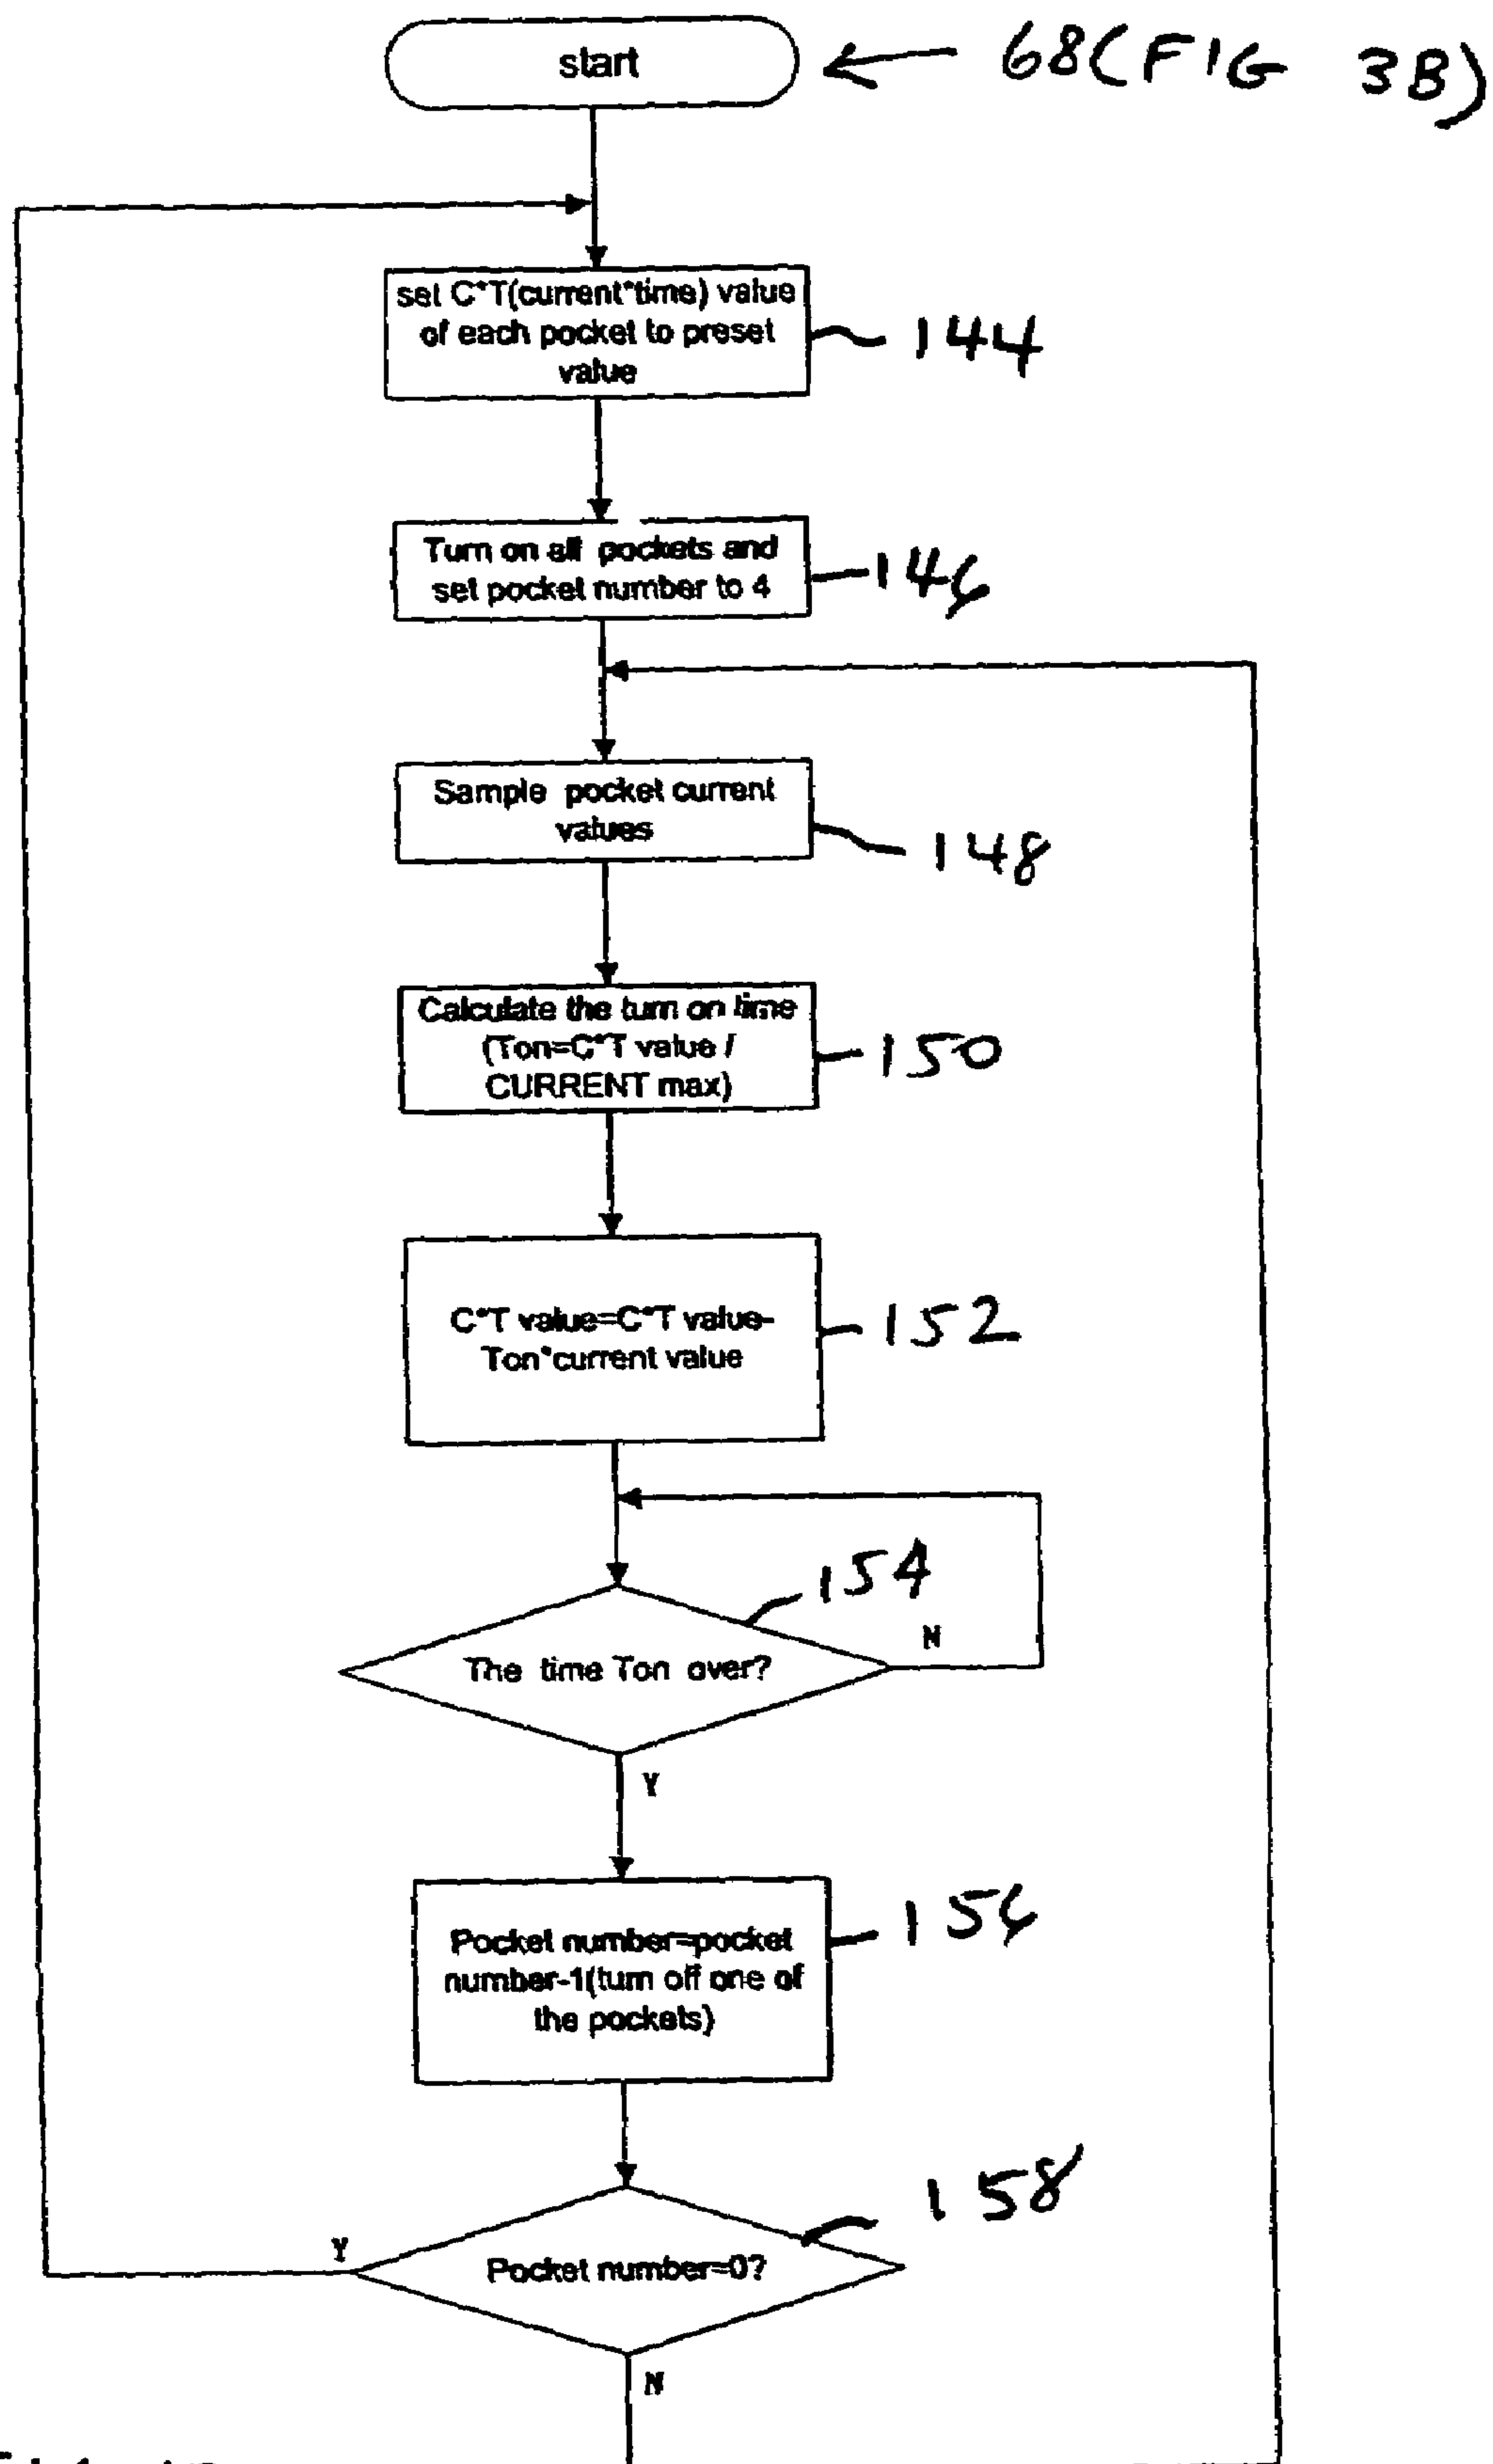 start
68(FIG 3B)
set C*T(current*time) value
of each pocket to preset
value
144
Turn on all pockets and
set pocket number to 4
146
Sample pocket current
values
148
Calculate the turn on time
(Ton=C*T value /
CURRENT max)
150
C*T value=C*T value-
Ton*current value
152
154
The time Ton over?
N
Y
Pocket number=pocket
number-1(turn off one of
the pockets)
156
158
Y
Pocket number=0?
N